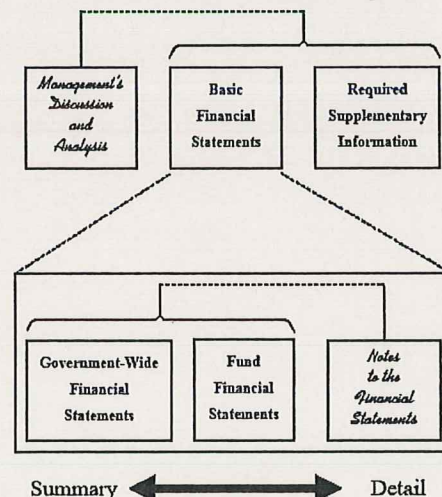 Management's
Discussion
and
Analysis
Basic
Financial
Statements
Required
Supplementary
Information
Government-Wide
Financial
Statements
Fund
Financial
Statements
Notes
to the
Financial
Statements
Summary
Detail